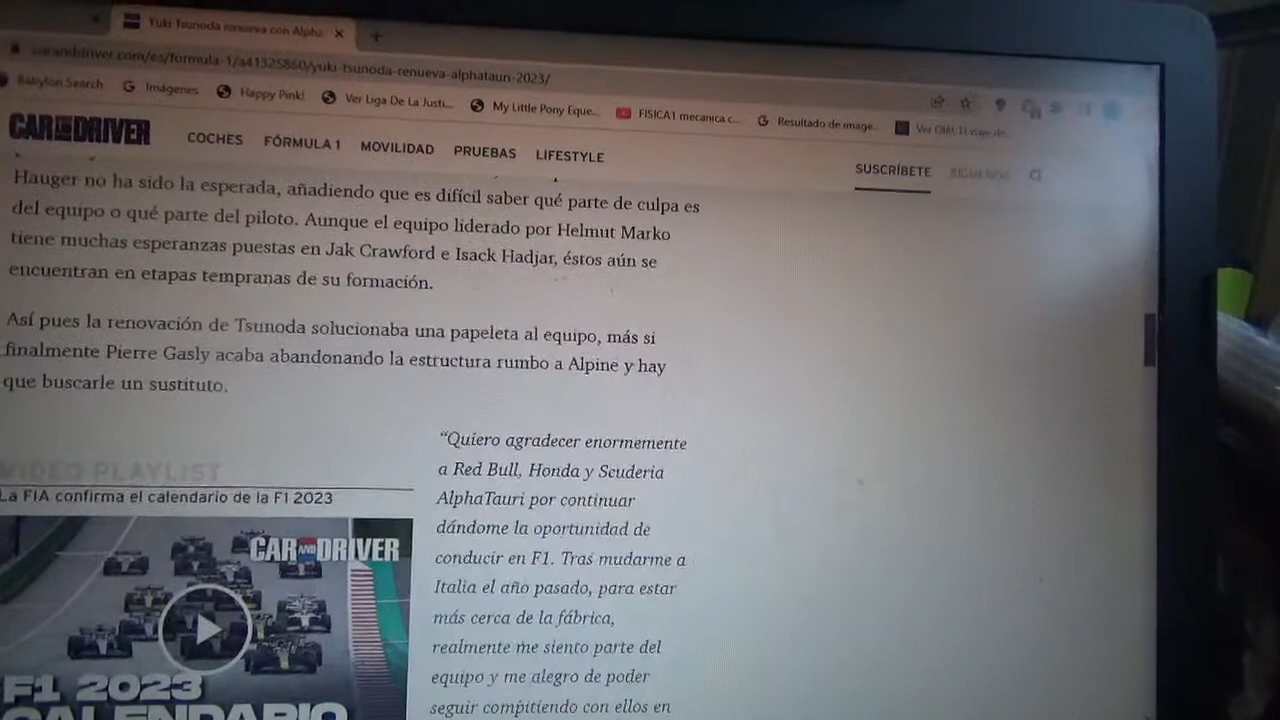 Yuki Tsunoda renueva con Alpha
caranddriver.com/es/formula-1/a41325860/yuki-tsunoda-renueva-alphatauri-2023/
Babylon Search Imágenes Happy Pink! Ver Liga De La Justi... My Little Pony Eque... FISICA1 mecanica c... Resultado de image...
CAR AND DRIVER COCHES FÓRMULA 1 MOVILIDAD PRUEBAS LIFESTYLE SUSCRÍBETE SÍGUENOS
Hauger no ha sido la esperada, añadiendo que es difícil saber qué parte de culpa es
del equipo o qué parte del piloto. Aunque el equipo liderado por Helmut Marko
tiene muchas esperanzas puestas en Jak Crawford e Isack Hadjar, éstos aún se
encuentran en etapas tempranas de su formación.
Así pues la renovación de Tsunoda solucionaba una papeleta al equipo, más si
finalmente Pierre Gasly acaba abandonando la estructura rumbo a Alpine y hay
que buscarle un sustituto.
VIDEO PLAYLIST
La FIA confirma el calendario de la F1 2023
CAR AND DRIVER
F1 2023
CALENDARIO
“Quiero agradecer enormemente
a Red Bull, Honda y Scuderia
AlphaTauri por continuar
dándome la oportunidad de
conducir en F1. Tras mudarme a
Italia el año pasado, para estar
más cerca de la fábrica,
realmente me siento parte del
equipo y me alegro de poder
seguir compitiendo con ellos en